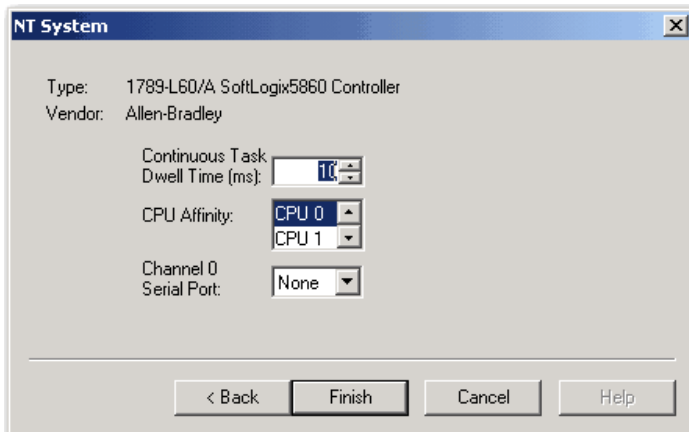 NT System
Type: 1789-L60/A SoftLogix5860 Controller
Vendor: Allen-Bradley
Continuous Task
Dwell Time (ms): 10
CPU Affinity: CPU 0
CPU 1
Channel 0
Serial Port: None
< Back Finish Cancel Help